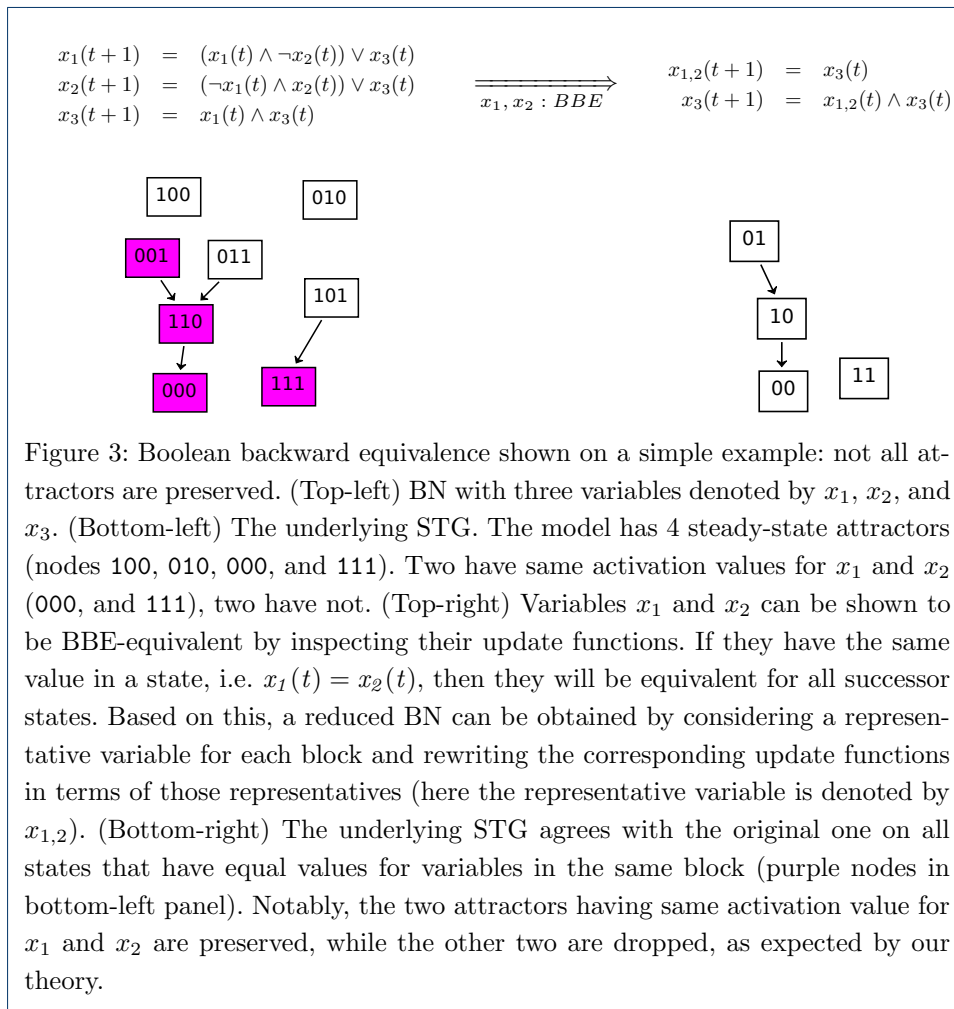 x₁(t + 1) = (x₁(t) ∧ ¬x₂(t)) ∨ x₃(t)
x₂(t + 1) = (¬x₁(t) ∧ x₂(t)) ∨ x₃(t)
x₃(t + 1) = x₁(t) ∧ x₃(t)
x₁, x₂ : BBE
x₁,₂(t + 1) = x₃(t)
x₃(t + 1) = x₁,₂(t) ∧ x₃(t)
100
010
001
011
101
110
000
111
01
10
00
11
Figure 3: Boolean backward equivalence shown on a simple example: not all at-
tractors are preserved. (Top-left) BN with three variables denoted by x₁, x₂, and
x₃. (Bottom-left) The underlying STG. The model has 4 steady-state attractors
(nodes 100, 010, 000, and 111). Two have same activation values for x₁ and x₂
(000, and 111), two have not. (Top-right) Variables x₁ and x₂ can be shown to
be BBE-equivalent by inspecting their update functions. If they have the same
value in a state, i.e. x₁(t) = x₂(t), then they will be equivalent for all successor
states. Based on this, a reduced BN can be obtained by considering a represen-
tative variable for each block and rewriting the corresponding update functions
in terms of those representatives (here the representative variable is denoted by
x₁,₂). (Bottom-right) The underlying STG agrees with the original one on all
states that have equal values for variables in the same block (purple nodes in
bottom-left panel). Notably, the two attractors having same activation value for
x₁ and x₂ are preserved, while the other two are dropped, as expected by our
theory.